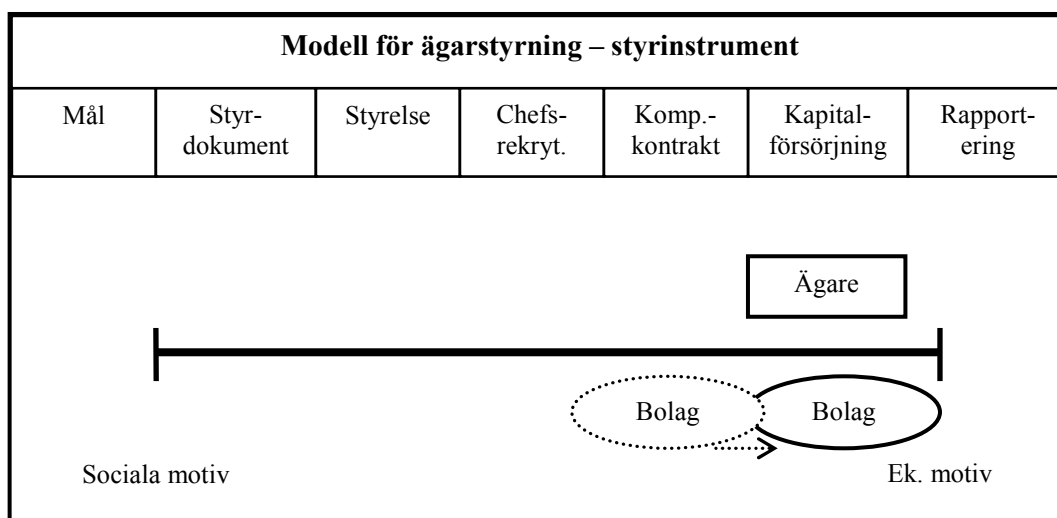 Modell för ägarstyrning – styrinstrument
Mål
Styr-
dokument
Styrelse
Chefs-
rekryt.
Komp.-
kontrakt
Kapital-
försörjning
Rapport-
ering
Ägare
Bolag
Bolag
Sociala motiv
Ek. motiv